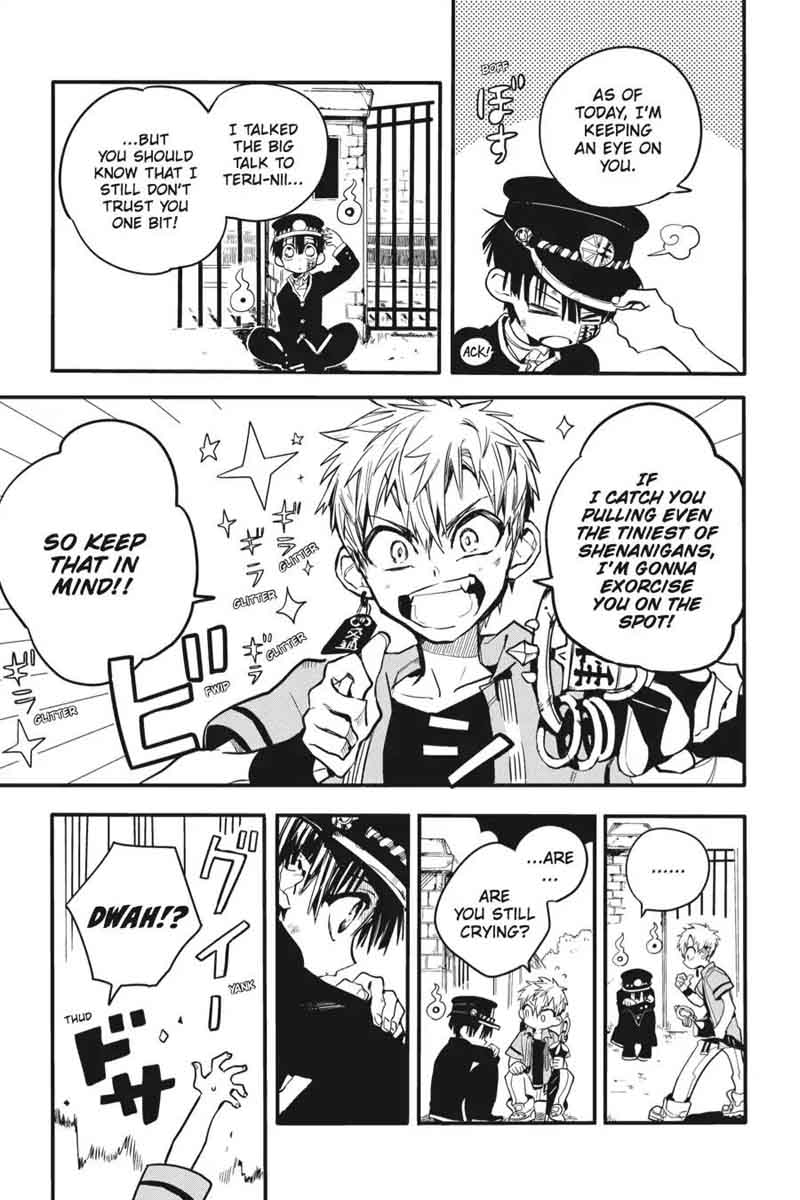 AS OF
TODAY, I'M
KEEPING
AN EYE ON
YOU.
BOFF
ぼすっ
ACK!
I TALKED
THE BIG
TALK TO
TERU-NII...
...BUT
YOU SHOULD
KNOW THAT I
STILL DON'T
TRUST YOU
ONE BIT!
IF
I CATCH YOU
PULLING EVEN
THE TINIEST OF
SHENANIGANS,
I'M GONNA
EXORCISE
YOU ON THE
SPOT!
SO KEEP
THAT IN
MIND!!
ギラ
GLITTER
ギラ
GLITTER
GLITTER
ギラ
GLITTER
GLITTER
ビシ
FWIP
......
...ARE
...
ARE
YOU STILL
CRYING?
DWAH!?
グイー
YANK
THUD
ドサ